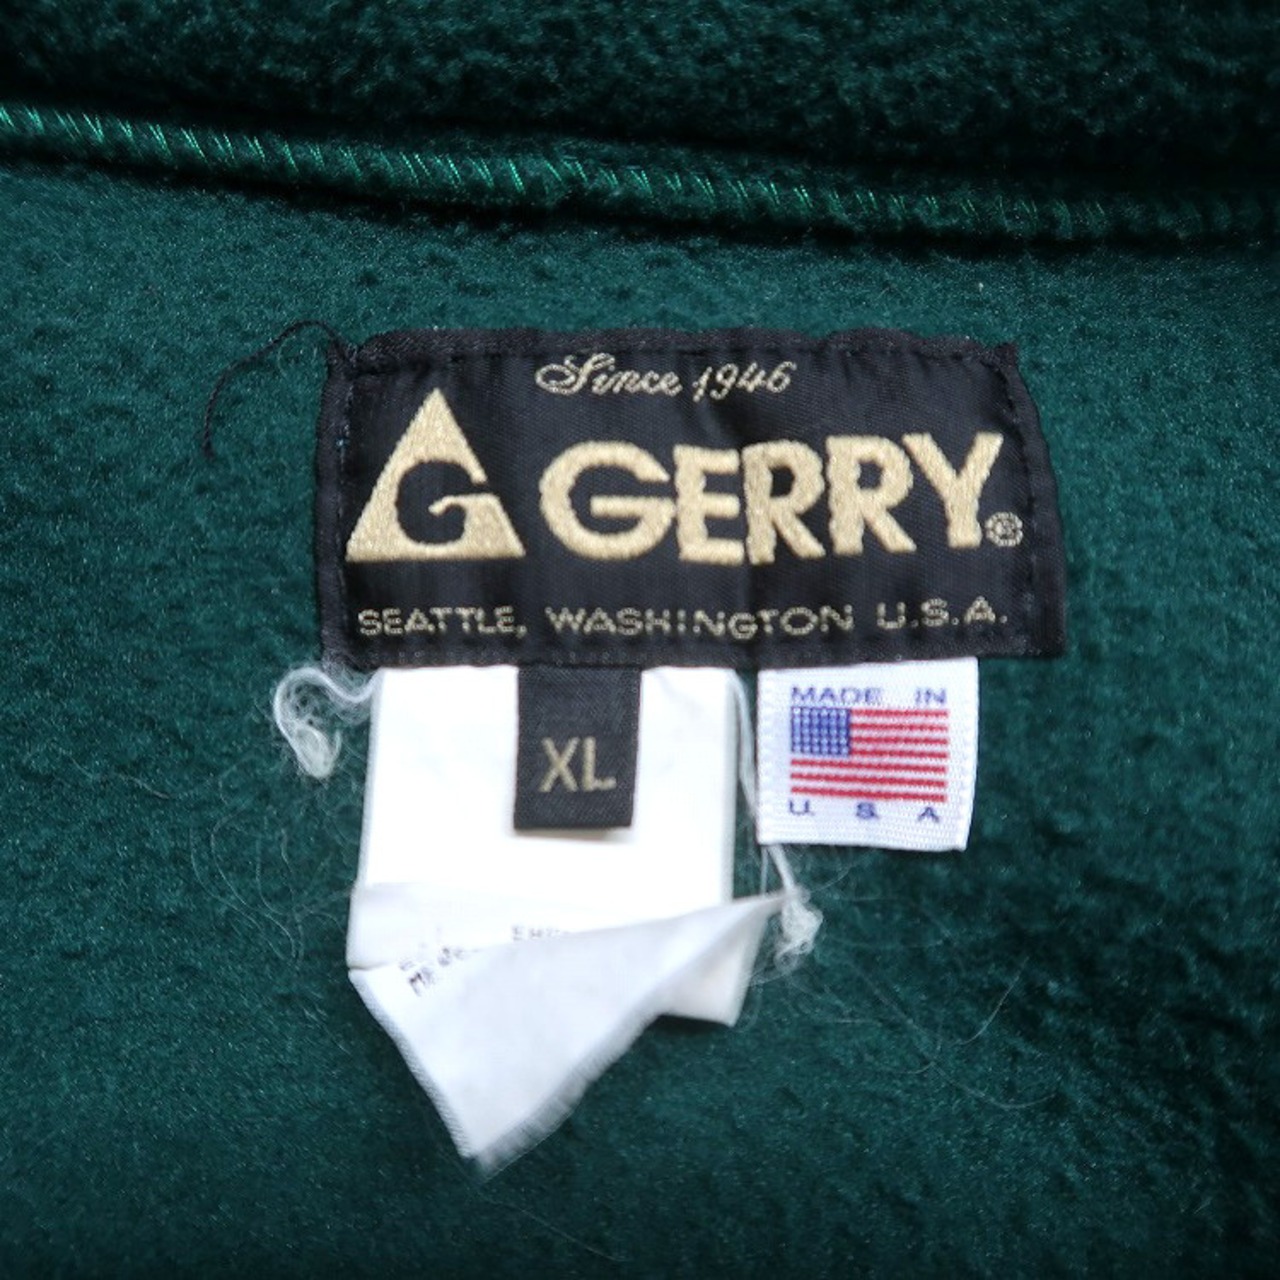 Since 1946
G GERRY®
SEATTLE, WASHINGTON U.S.A.
XL
MADE IN
U. S. A